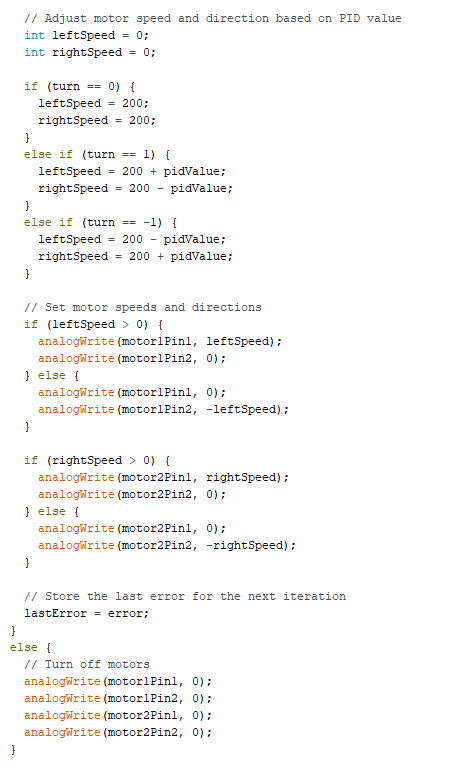 // Adjust motor speed and direction based on PID value
int leftSpeed = 0;
int rightSpeed = 0;
if (turn == 0) {
leftSpeed = 200;
rightSpeed = 200;
}
else if (turn == 1) {
leftSpeed = 200 + pidValue;
rightSpeed = 200 - pidValue;
}
else if (turn == -1) {
leftSpeed = 200 - pidValue;
rightSpeed = 200 + pidValue;
}
// Set motor speeds and directions
if (leftSpeed > 0) {
analogWrite(motor1Pin1, leftSpeed);
analogWrite(motor1Pin2, 0);
} else {
analogWrite(motor1Pin1, 0);
analogWrite(motor1Pin2, -leftSpeed);
}
if (rightSpeed > 0) {
analogWrite(motor2Pin1, rightSpeed);
analogWrite(motor2Pin2, 0);
} else {
analogWrite(motor2Pin1, 0);
analogWrite(motor2Pin2, -rightSpeed);
}
// Store the last error for the next iteration
lastError = error;
}
else {
// Turn off motors
analogWrite(motor1Pin1, 0);
analogWrite(motor1Pin2, 0);
analogWrite(motor2Pin1, 0);
analogWrite(motor2Pin2, 0);
}